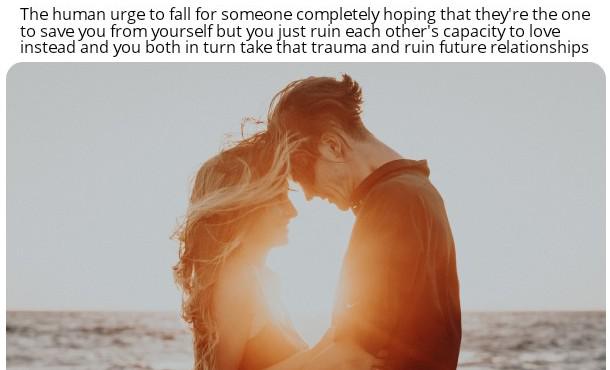 The human urge to fall for someone completely hoping that they're the one
to save you from yourself but you just ruin each other's capacity to love
instead and you both in turn take that trauma and ruin future relationships